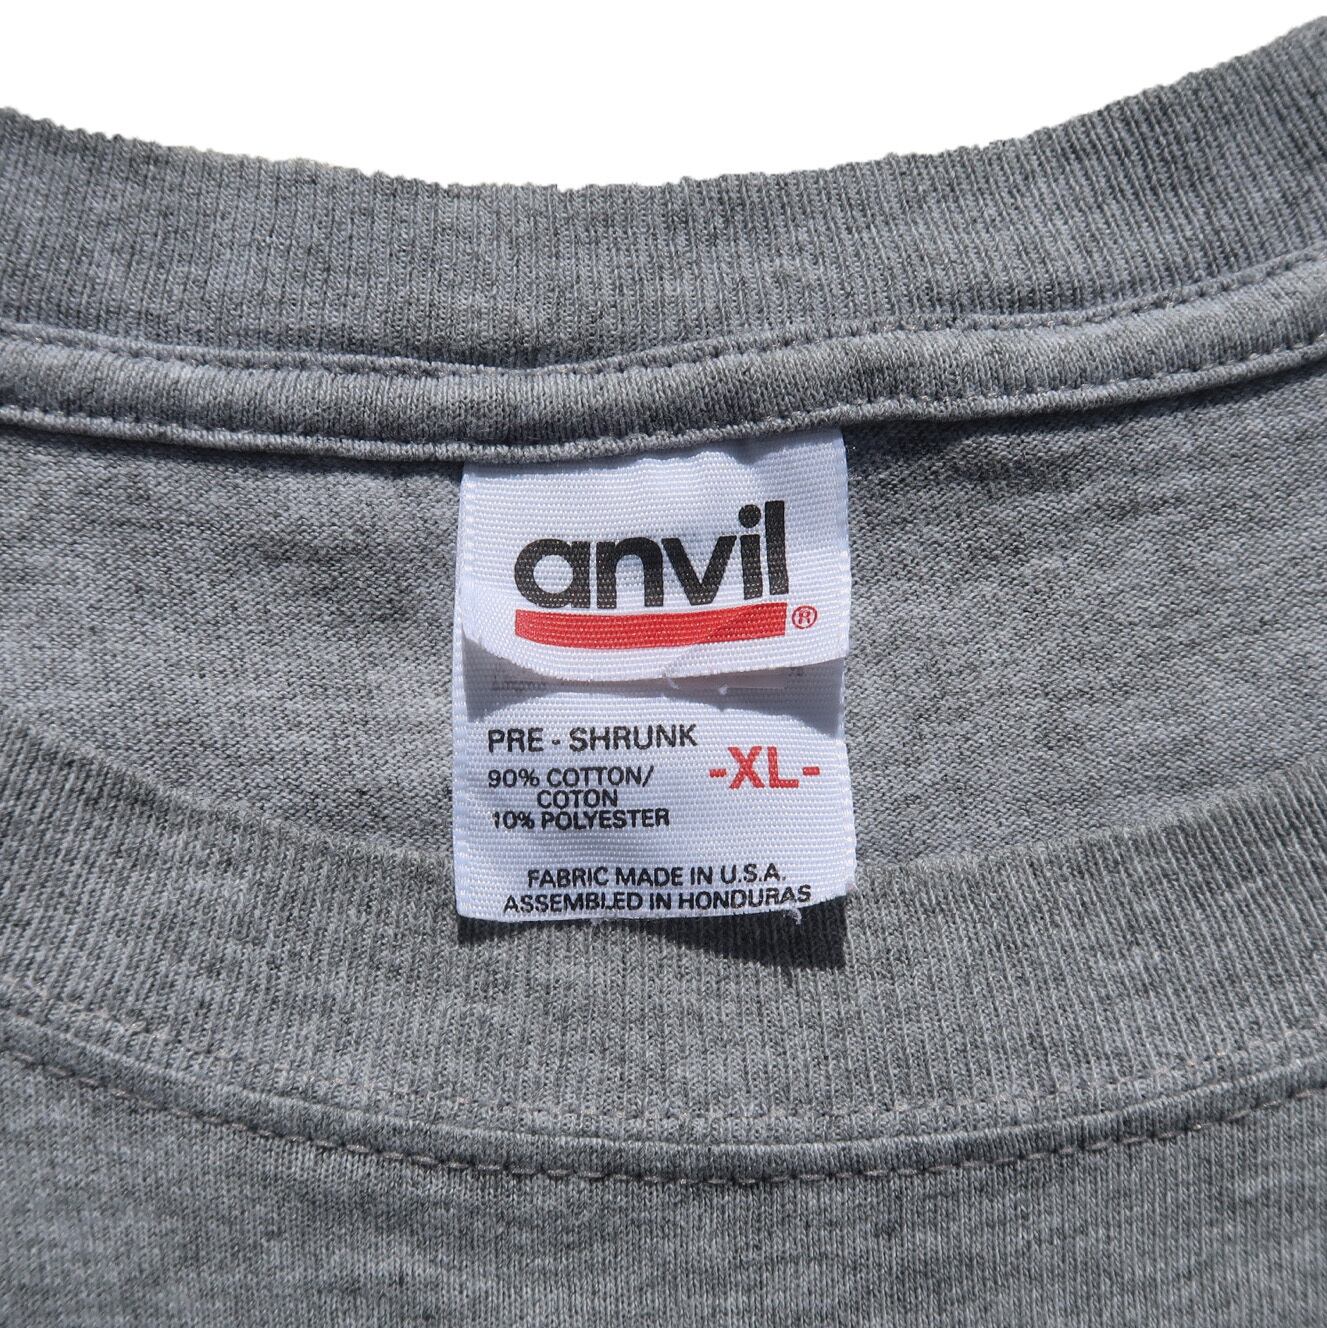 anvil®
PRE - SHRUNK
-XL-
90% COTTON/
COTON
10% POLYESTER
FABRIC MADE IN U.S.A.
ASSEMBLED IN HONDURAS